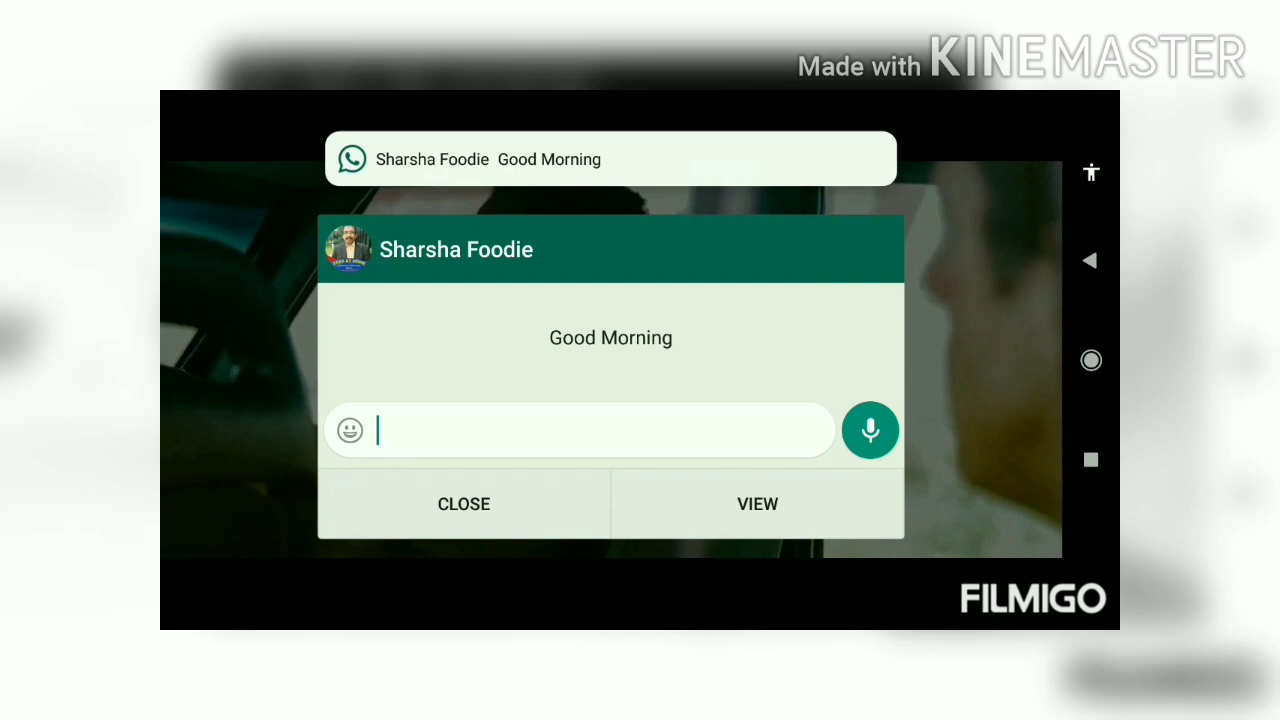 Made with KINEMASTER
Sharsha Foodie Good Morning
Sharsha Foodie
Good Morning
CLOSE
VIEW
FILMIGO